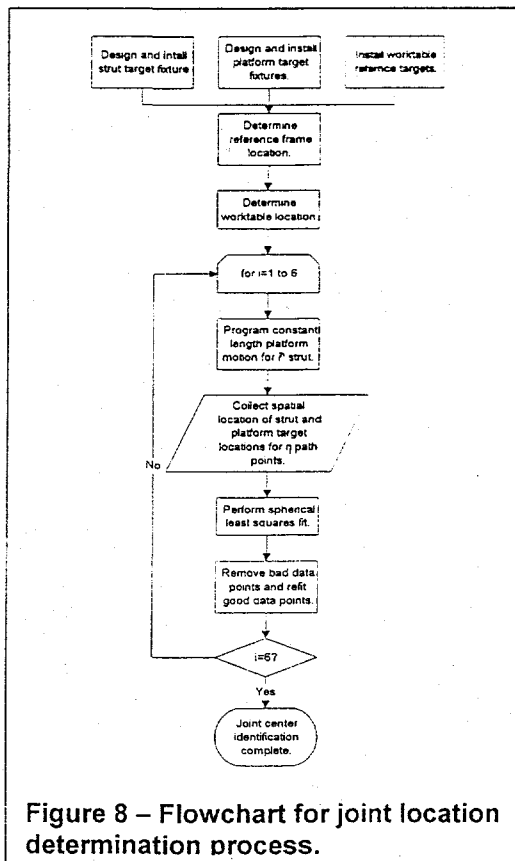 Design and intall
strut target fixture
Design and install
platform target
fixtures.
Install worktable
reference targets.
Determine
reference frame
location.
Determine
worktable location
for i=1 to 6
Program constant
length platform
motion for iᵗʰ strut.
Collect spatial
location of strut and
platform target
locations for η path
points.
No
Perform spherical
least squares fit.
Remove bad data
points and refit
good data points.
i=6?
Yes
Joint center
identification
complete.
Figure 8 – Flowchart for joint location
determination process.